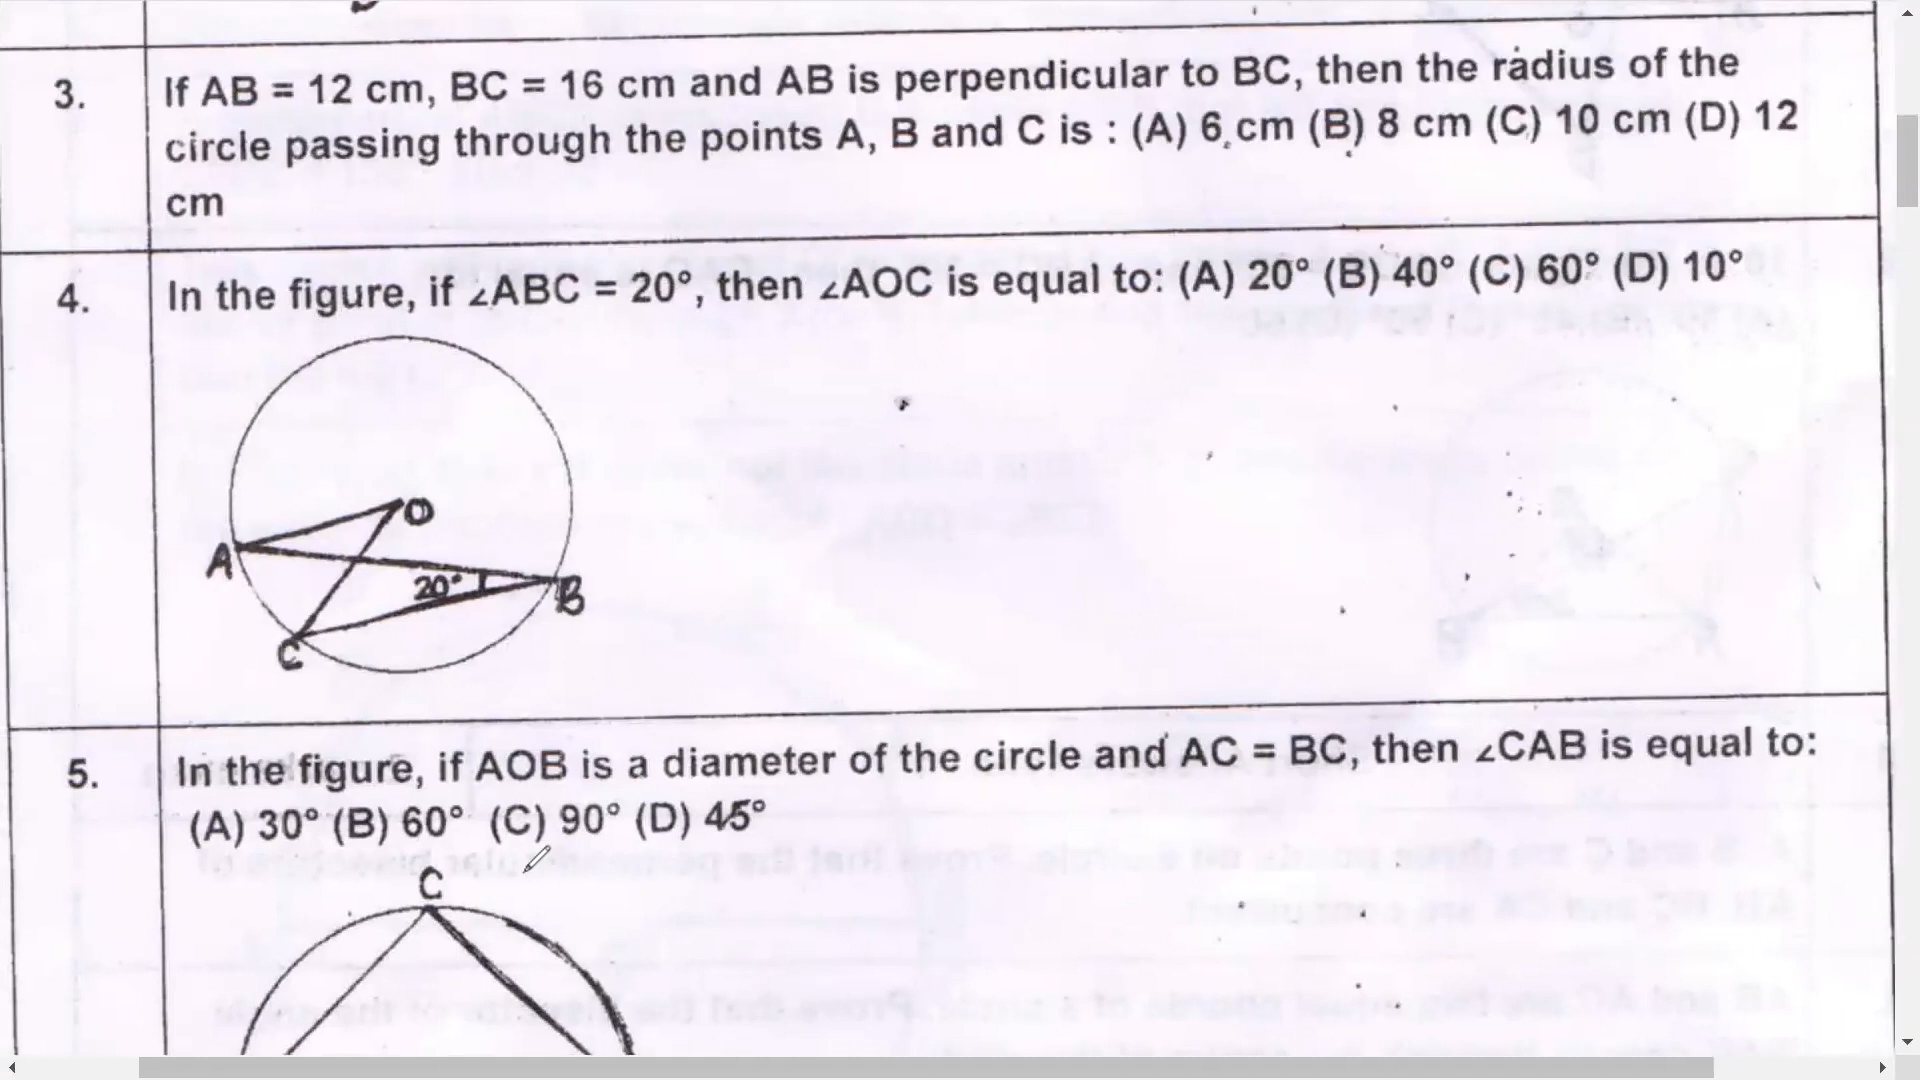 3. If AB = 12 cm, BC = 16 cm and AB is perpendicular to BC, then the radius of the
circle passing through the points A, B and C is : (A) 6 cm (B) 8 cm (C) 10 cm (D) 12
cm
4. In the figure, if ∠ABC = 20°, then ∠AOC is equal to: (A) 20° (B) 40° (C) 60° (D) 10°
O
A
20°
B
C
5. In the figure, if AOB is a diameter of the circle and AC = BC, then ∠CAB is equal to:
(A) 30° (B) 60° (C) 90° (D) 45°
C